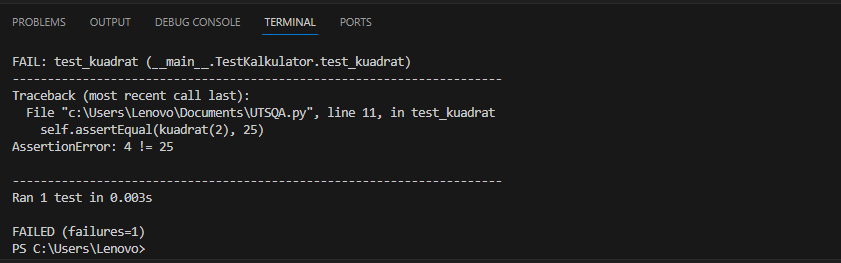 PROBLEMS OUTPUT DEBUG CONSOLE TERMINAL PORTS
FAIL: test_kuadrat (__main__.TestKalkulator.test_kuadrat)
----------------------------------------------------------------------
Traceback (most recent call last):
  File "c:\Users\Lenovo\Documents\UTSQA.py", line 11, in test_kuadrat
    self.assertEqual(kuadrat(2), 25)
AssertionError: 4 != 25
----------------------------------------------------------------------
Ran 1 test in 0.003s
FAILED (failures=1)
PS C:\Users\Lenovo>